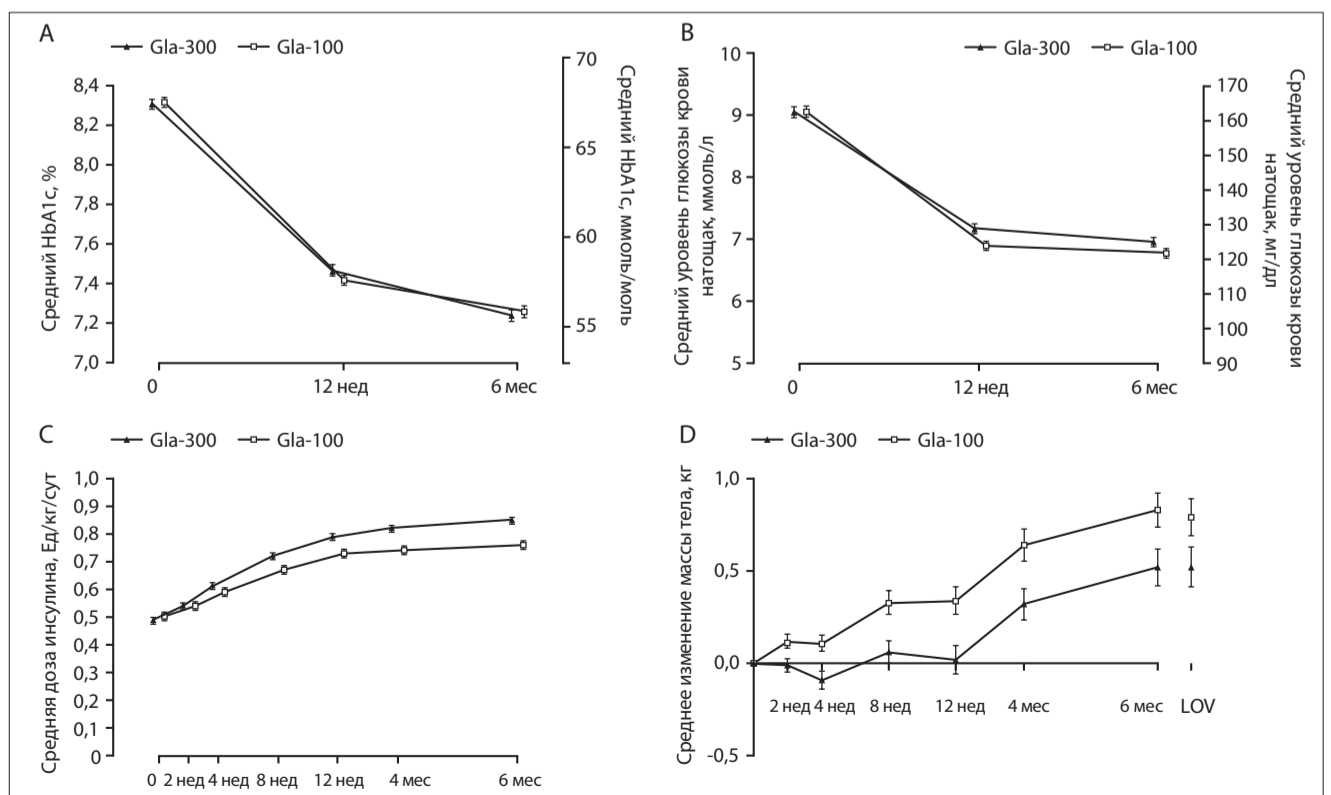 A
Gla-300 Gla-100
Средний HbA1c, %
8,4
8,2
8,0
7,8
7,6
7,4
7,2
7,0
0 12 нед 6 мес
70
65
60
55
Средний HbA1c, ммоль/моль
B
Gla-300 Gla-100
Средний уровень глюкозы крови
натощак, ммоль/л
10
9
8
7
6
5
0 12 нед 6 мес
170
160
150
140
130
120
110
100
90
Средний уровень глюкозы крови
натощак, мг/дл
C
Gla-300 Gla-100
Средняя доза инсулина, Ед/кг/сут
1,0
0,9
0,8
0,7
0,6
0,5
0,4
0,3
0,2
0,1
0
0 2 нед 4 нед 8 нед 12 нед 4 мес 6 мес
D
Gla-300 Gla-100
Среднее изменение массы тела, кг
1,0
0,5
0,0
-0,5
2 нед 4 нед 8 нед 12 нед 4 мес 6 мес LOV